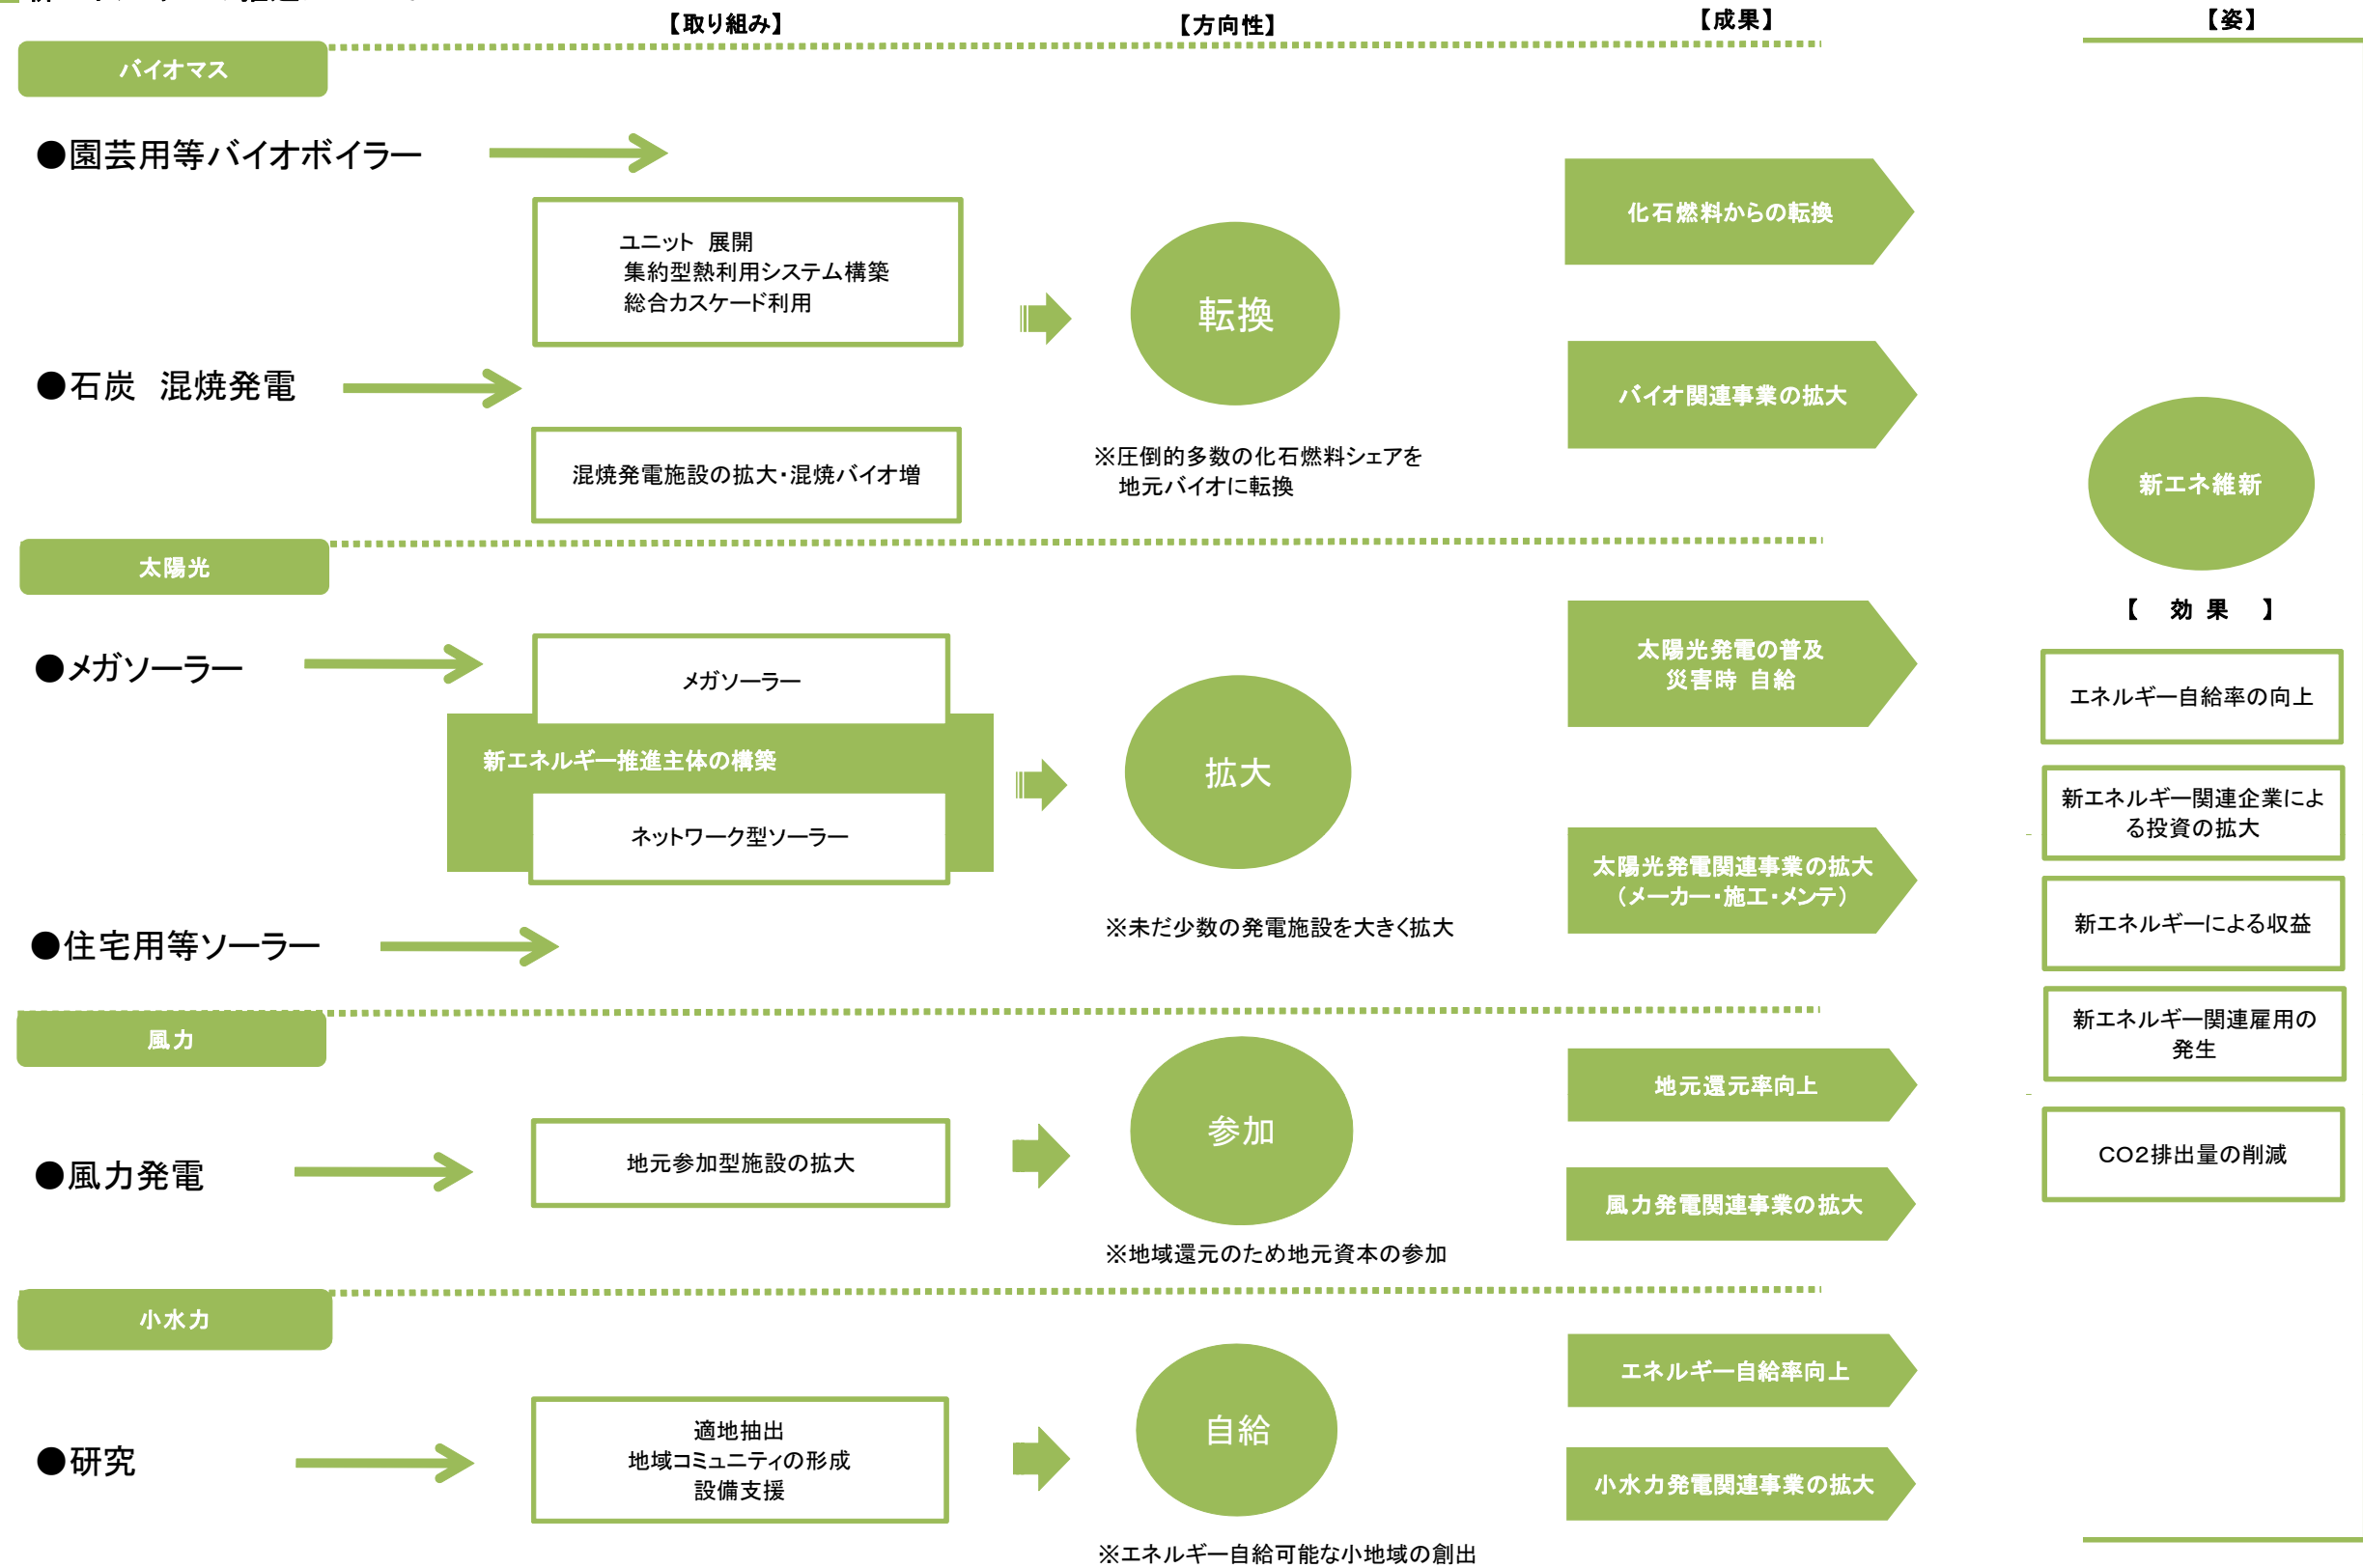 【取り組み】
【方向性】
【成果】
【姿】
バイオマス
●園芸用等バイオボイラー
ユニット 展開
集約型熱利用システム構築
総合カスケード利用
転換
化石燃料からの転換
●石炭 混焼発電
混焼発電施設の拡大・混焼バイオ増
※圧倒的多数の化石燃料シェアを
地元バイオに転換
バイオ関連事業の拡大
太陽光
●メガソーラー
メガソーラー
新エネルギー推進主体の構築
ネットワーク型ソーラー
拡大
※未だ少数の発電施設を大きく拡大
太陽光発電の普及
災害時 自給
太陽光発電関連事業の拡大
（メーカー・施工・メンテ）
●住宅用等ソーラー
風力
●風力発電
地元参加型施設の拡大
参加
※地域還元のため地元資本の参加
地元還元率向上
風力発電関連事業の拡大
小水力
●研究
適地抽出
地域コミュニティの形成
設備支援
自給
※エネルギー自給可能な小地域の創出
エネルギー自給率向上
小水力発電関連事業の拡大
新エネ維新
【 効 果 】
エネルギー自給率の向上
新エネルギー関連企業によ
る投資の拡大
新エネルギーによる収益
新エネルギー関連雇用の
発生
CO2排出量の削減